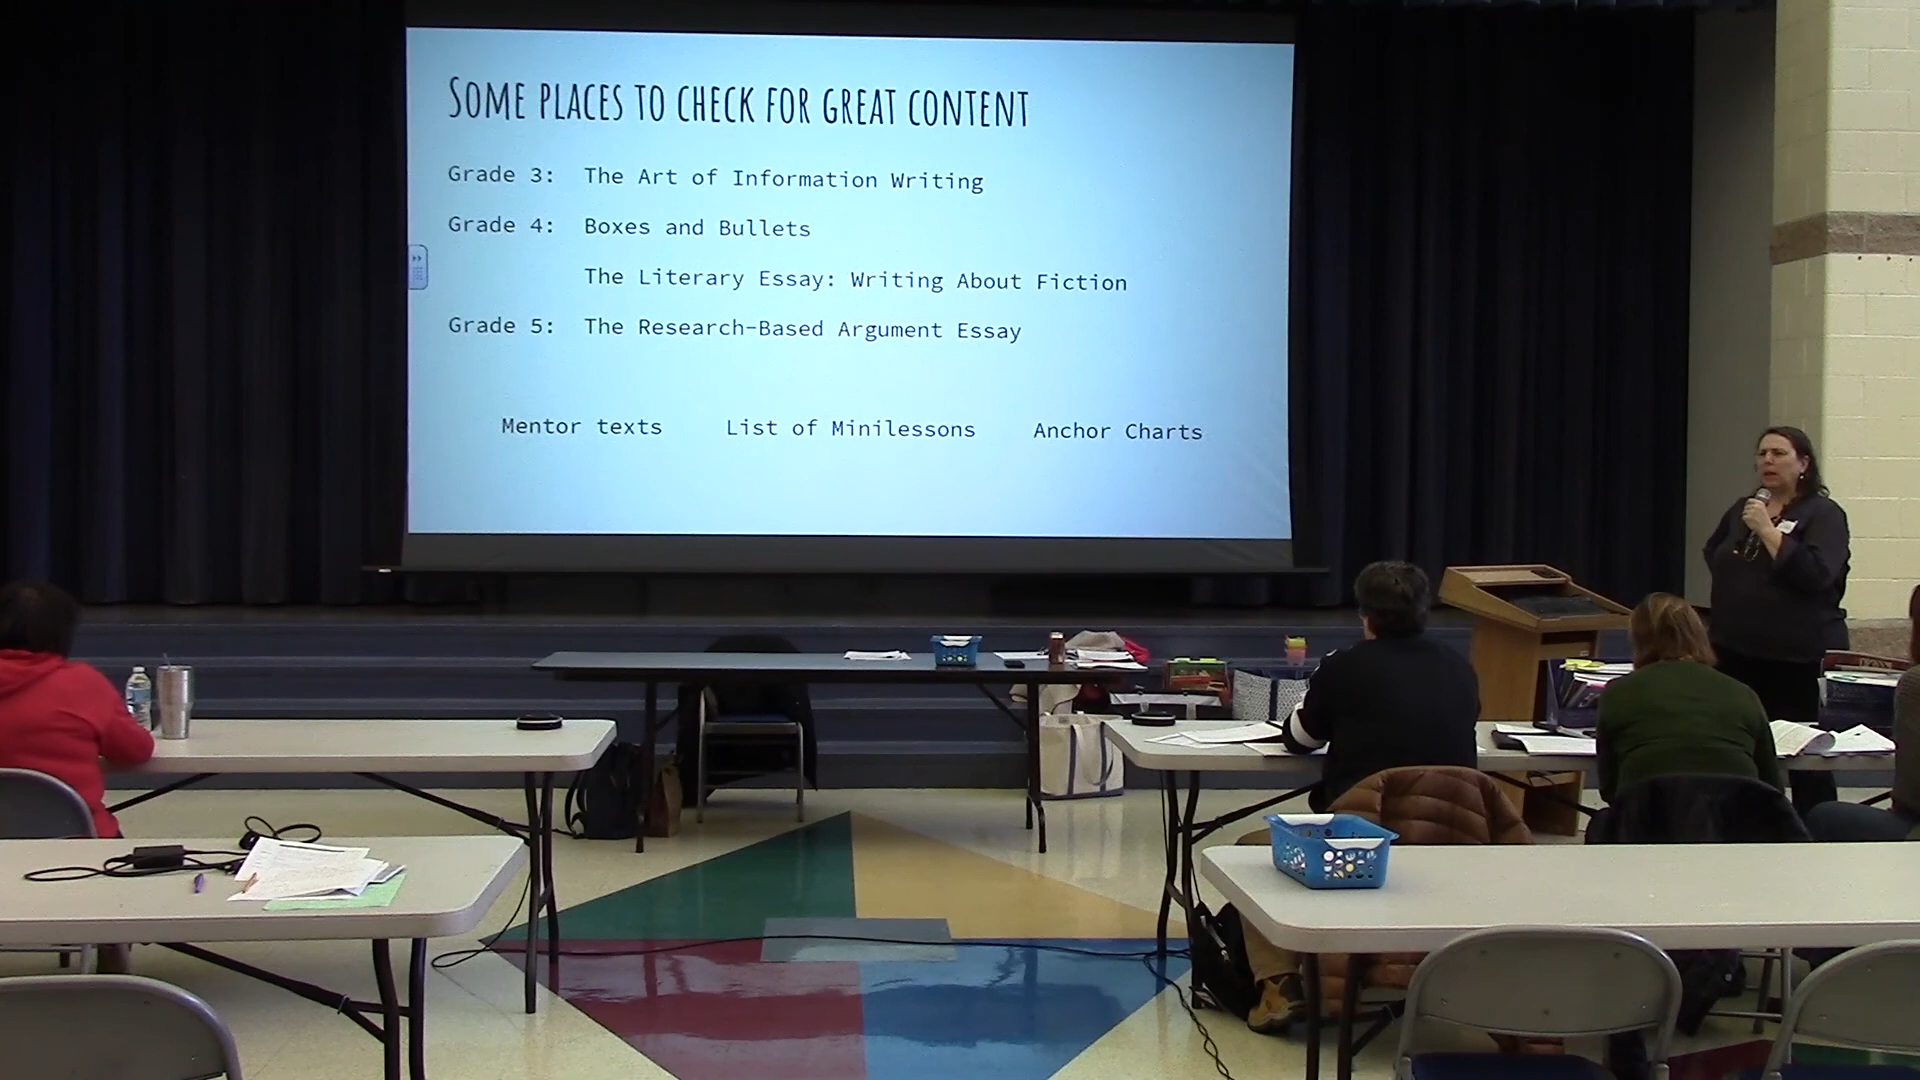 Some places to check for great content
Grade 3: The Art of Information Writing
Grade 4: Boxes and Bullets
The Literary Essay: Writing About Fiction
Grade 5: The Research-Based Argument Essay
Mentor texts List of Minilessons Anchor Charts